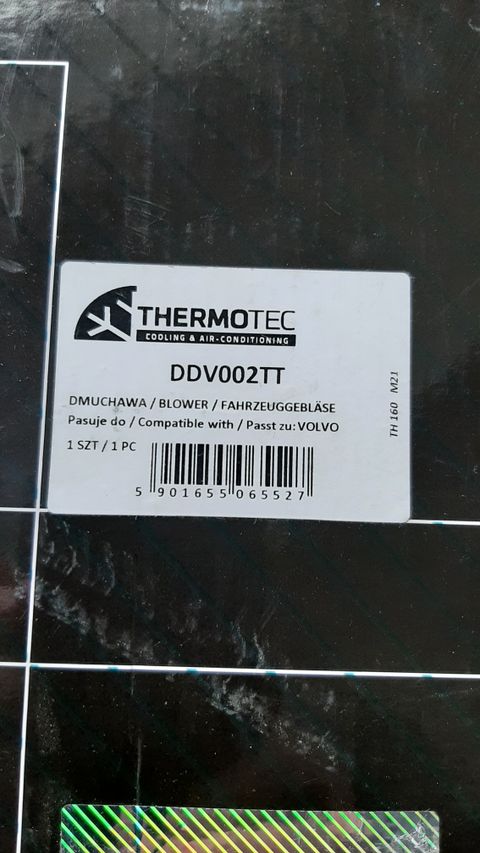 THERMOTEC
COOLING & AIR-CONDITIONING
DDV002TT
DMUCHAWA / BLOWER / FAHRZEUGGEBLÄSE
Pasuje do / Compatible with / Passt zu: VOLVO
1 SZT / 1 PC
5 901655 065527
TH 160 M21